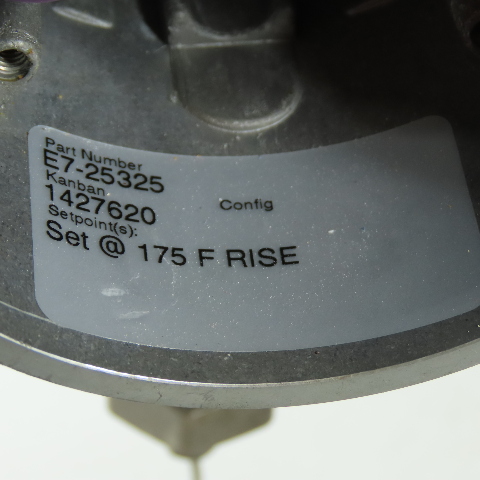 Part Number
E7-25325
Kanban
1427620
Config
Setpoint(s):
Set @ 175 F RISE